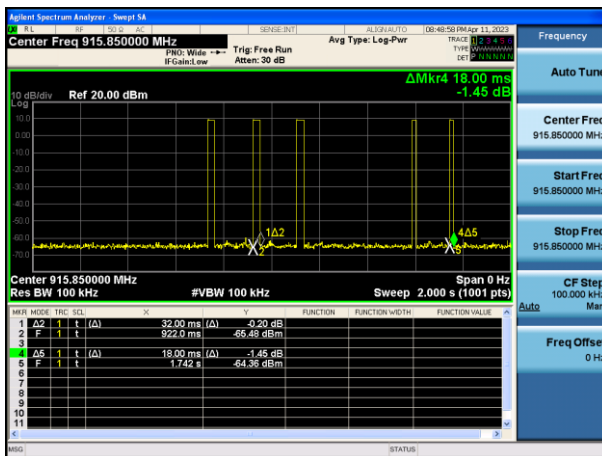 Agilent Spectrum Analyzer - Swept SA
RL RF 50 Ω AC SENSE:INT ALIGNAUTO 08:48:58 PM Apr 11, 2023
Center Freq 915.850000 MHz
PNO: Wide
IFGain:Low
Trig: Free Run
Atten: 30 dB
Avg Type: Log-Pwr
TRACE 1 2 3 4 5 6
TYPE
DET P N N N N N
ΔMkr4 18.00 ms
-1.45 dB
10 dB/div Ref 20.00 dBm
Log
10.0
0.00
-10.0
-20.0
-30.0
-40.0
-50.0
-60.0
-70.0
1Δ2
2
4Δ5
5
Center 915.850000 MHz Span 0 Hz
Res BW 100 kHz #VBW 100 kHz Sweep 2.000 s (1001 pts)
MKR MODE TRC SCL X Y FUNCTION FUNCTION WIDTH FUNCTION VALUE
1 Δ2 1 t (Δ) 32.00 ms (Δ) -0.20 dB
2 F 1 t 922.0 ms -65.48 dBm
3
4 Δ5 1 t (Δ) 18.00 ms (Δ) -1.45 dB
5 F 1 t 1.742 s -64.36 dBm
6
7
8
9
10
11
MSG STATUS
Frequency
Auto Tune
Center Freq
915.850000 MHz
Start Freq
915.850000 MHz
Stop Freq
915.850000 MHz
CF Step
100.000 kHz
Auto Man
Freq Offset
0 Hz